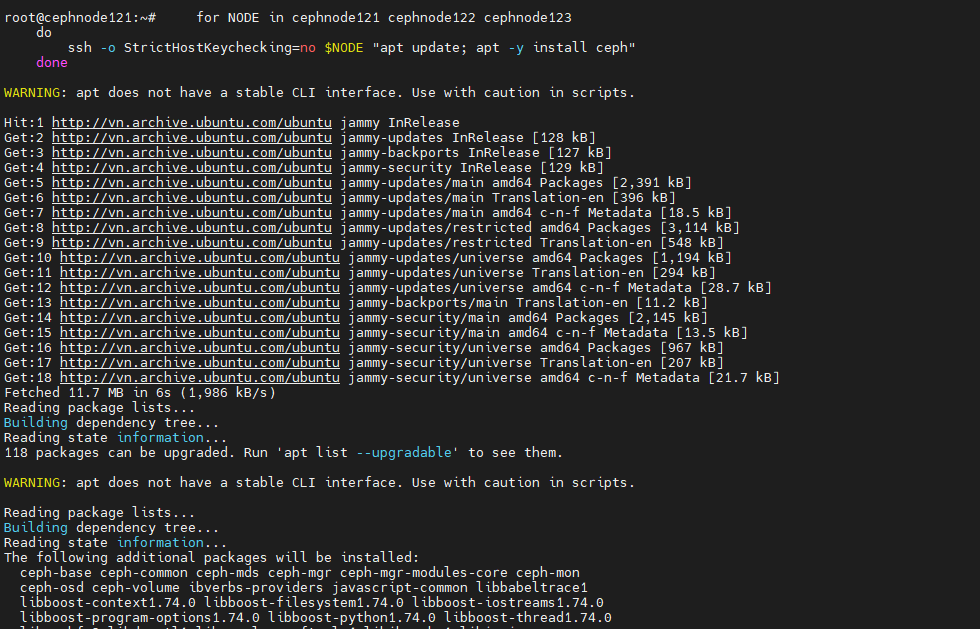 root@cephnode121:~#     for NODE in cephnode121 cephnode122 cephnode123
    do
        ssh -o StrictHostKeychecking=no $NODE "apt update; apt -y install ceph"
    done
WARNING: apt does not have a stable CLI interface. Use with caution in scripts.
Hit:1 http://vn.archive.ubuntu.com/ubuntu jammy InRelease
Get:2 http://vn.archive.ubuntu.com/ubuntu jammy-updates InRelease [128 kB]
Get:3 http://vn.archive.ubuntu.com/ubuntu jammy-backports InRelease [127 kB]
Get:4 http://vn.archive.ubuntu.com/ubuntu jammy-security InRelease [129 kB]
Get:5 http://vn.archive.ubuntu.com/ubuntu jammy-updates/main amd64 Packages [2,391 kB]
Get:6 http://vn.archive.ubuntu.com/ubuntu jammy-updates/main Translation-en [396 kB]
Get:7 http://vn.archive.ubuntu.com/ubuntu jammy-updates/main amd64 c-n-f Metadata [18.5 kB]
Get:8 http://vn.archive.ubuntu.com/ubuntu jammy-updates/restricted amd64 Packages [3,114 kB]
Get:9 http://vn.archive.ubuntu.com/ubuntu jammy-updates/restricted Translation-en [548 kB]
Get:10 http://vn.archive.ubuntu.com/ubuntu jammy-updates/universe amd64 Packages [1,194 kB]
Get:11 http://vn.archive.ubuntu.com/ubuntu jammy-updates/universe Translation-en [294 kB]
Get:12 http://vn.archive.ubuntu.com/ubuntu jammy-updates/universe amd64 c-n-f Metadata [28.7 kB]
Get:13 http://vn.archive.ubuntu.com/ubuntu jammy-backports/main Translation-en [11.2 kB]
Get:14 http://vn.archive.ubuntu.com/ubuntu jammy-security/main amd64 Packages [2,145 kB]
Get:15 http://vn.archive.ubuntu.com/ubuntu jammy-security/main amd64 c-n-f Metadata [13.5 kB]
Get:16 http://vn.archive.ubuntu.com/ubuntu jammy-security/universe amd64 Packages [967 kB]
Get:17 http://vn.archive.ubuntu.com/ubuntu jammy-security/universe Translation-en [207 kB]
Get:18 http://vn.archive.ubuntu.com/ubuntu jammy-security/universe amd64 c-n-f Metadata [21.7 kB]
Fetched 11.7 MB in 6s (1,986 kB/s)
Reading package lists...
Building dependency tree...
Reading state information...
118 packages can be upgraded. Run 'apt list --upgradable' to see them.
WARNING: apt does not have a stable CLI interface. Use with caution in scripts.
Reading package lists...
Building dependency tree...
Reading state information...
The following additional packages will be installed:
  ceph-base ceph-common ceph-mds ceph-mgr ceph-mgr-modules-core ceph-mon
  ceph-osd ceph-volume ibverbs-providers javascript-common libbabeltrace1
  libboost-context1.74.0 libboost-filesystem1.74.0 libboost-iostreams1.74.0
  libboost-program-options1.74.0 libboost-python1.74.0 libboost-thread1.74.0